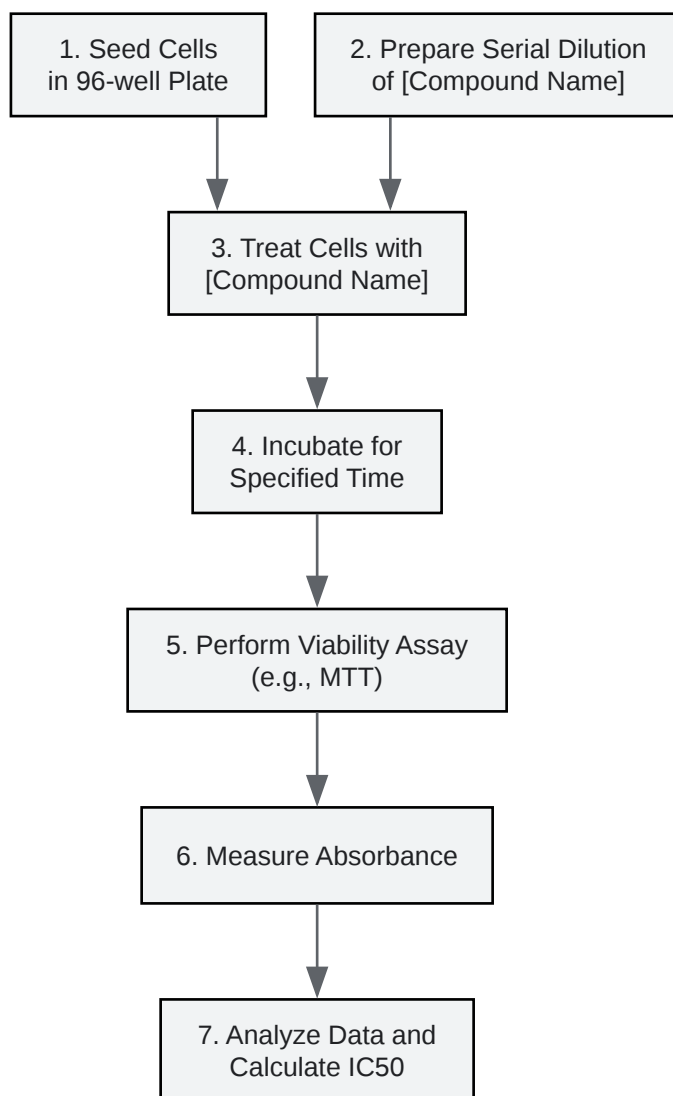 1. Seed Cells
in 96-well Plate
2. Prepare Serial Dilution
of [Compound Name]
3. Treat Cells with
[Compound Name]
4. Incubate for
Specified Time
5. Perform Viability Assay
(e.g., MTT)
6. Measure Absorbance
7. Analyze Data and
Calculate IC50